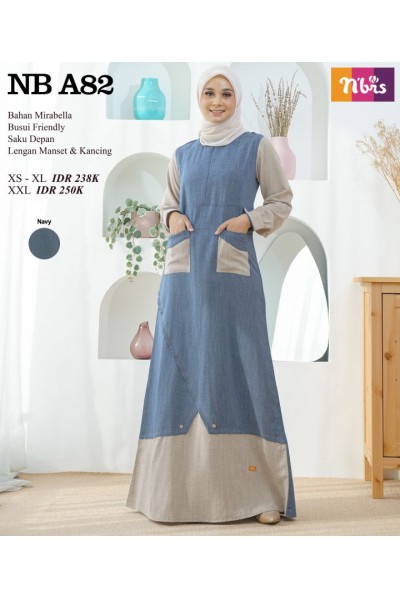 NB A82
Nbrs
Bahan Mirabella
Busui Friendly
Saku Depan
Lengan Manset & Kancing
XS - XL IDR 238K
XXL IDR 250K
Navy